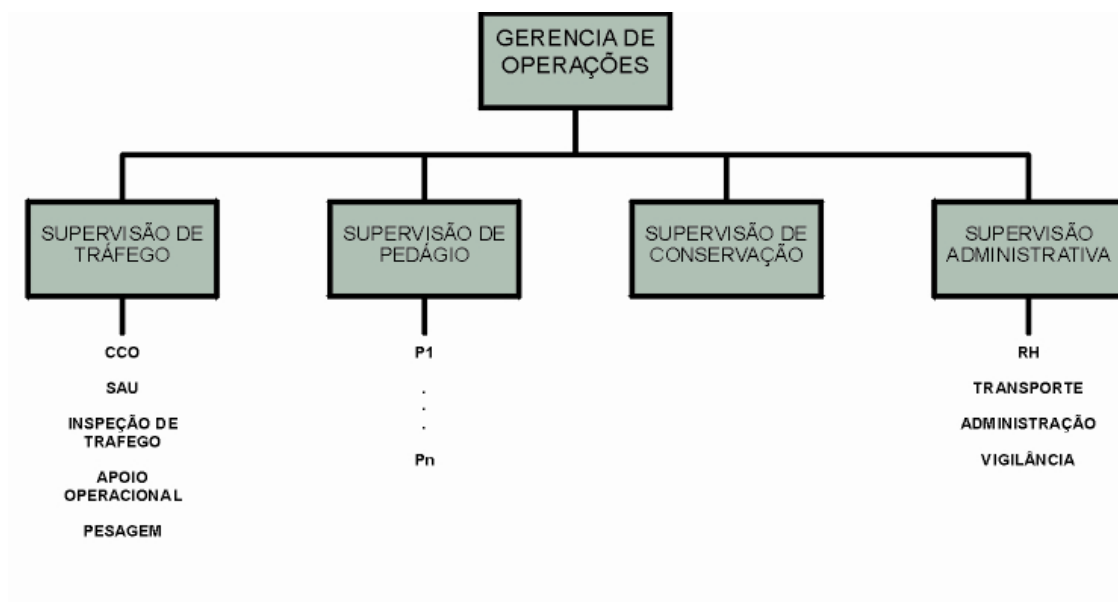 GERENCIA DE
OPERAÇÕES
SUPERVISÃO DE
TRÁFEGO
SUPERVISÃO DE
PEDÁGIO
SUPERVISÃO DE
CONSERVAÇÃO
SUPERVISÃO
ADMINISTRATIVA
CCO
SAU
INSPEÇÃO DE
TRAFEGO
APOIO
OPERACIONAL
PESAGEM
P1
.
.
.
Pn
RH
TRANSPORTE
ADMINISTRAÇÃO
VIGILÂNCIA